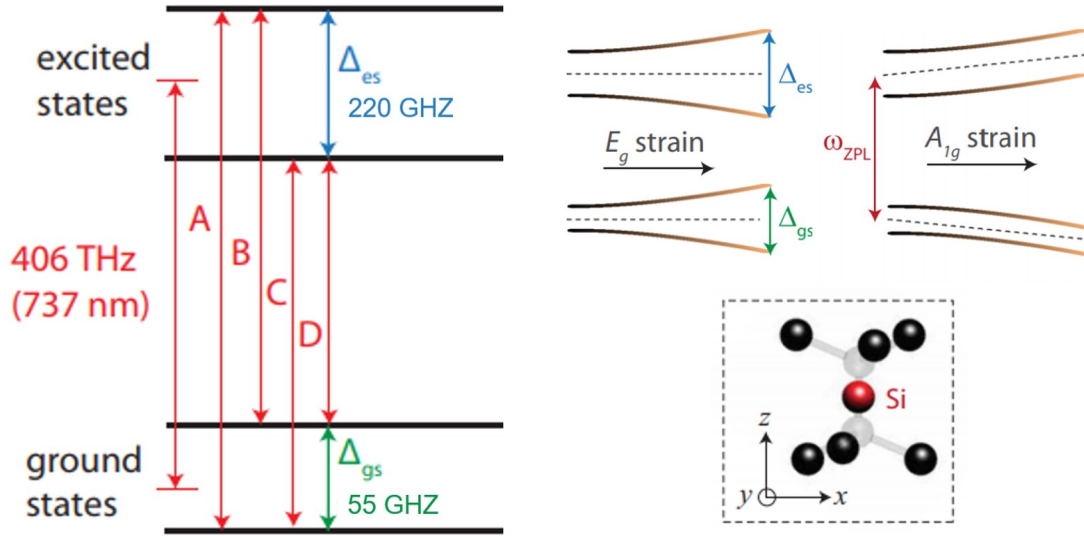 excited
states
Δes
220 GHZ
A
B
C
D
406 THz
(737 nm)
ground
states
Δgs
55 GHZ
Eg strain
Δes
Δgs
ωZPL
A1g strain
Si
z
y
x